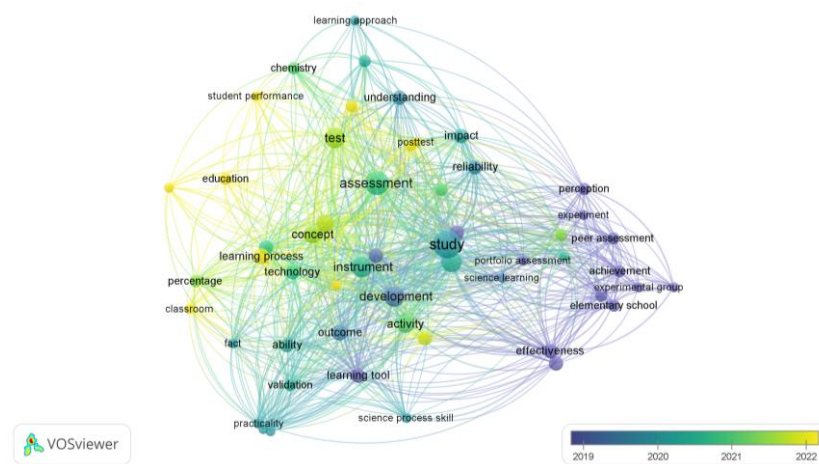 learning approach
chemistry
student performance
understanding
test
impact
posttest
reliability
education
assessment
perception
experiment
concept
peer assessment
study
learning process
portfolio assessment
instrument
technology
achievement
science learning
percentage
experimental group
development
classroom
elementary school
activity
outcome
fact
ability
effectiveness
learning tool
validation
science process skill
practicality
VOSviewer
2019 2020 2021 2022